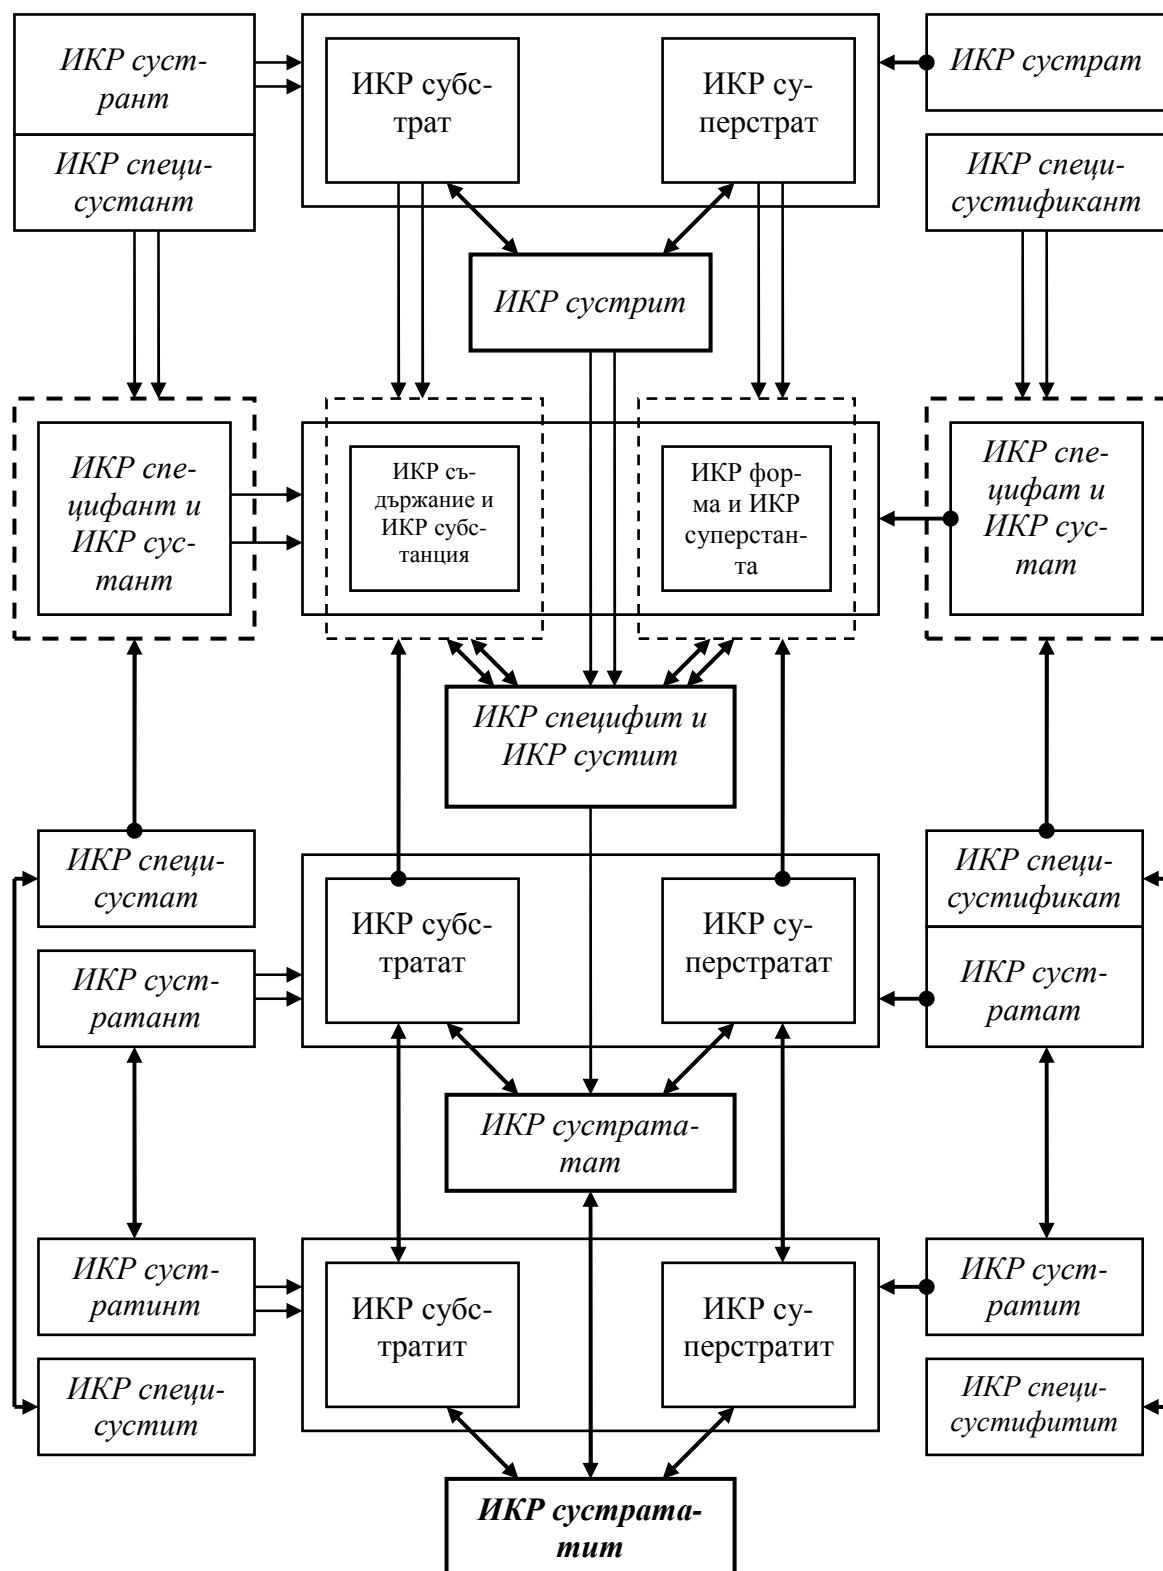 ИКР суст-
рант
ИКР субс-
трат
ИКР су-
перстрат
ИКР сустрат
ИКР специ-
сустант
ИКР специ-
сустификант
ИКР сустрит
ИКР спе-
цифант и
ИКР сус-
тант
ИКР съ-
държание и
ИКР субс-
танция
ИКР фор-
ма и ИКР
суперстан-
та
ИКР спе-
цифат и
ИКР сус-
тат
ИКР специфит и
ИКР сустит
ИКР специ-
сустат
ИКР субс-
тратат
ИКР су-
перстратат
ИКР специ-
сустификат
ИКР суст-
ратант
ИКР суст-
ратат
ИКР сустрата-
тат
ИКР суст-
ратинт
ИКР субс-
тратит
ИКР су-
перстратит
ИКР суст-
ратит
ИКР специ-
сустит
ИКР специ-
сустифитит
ИКР сустрата-
тит